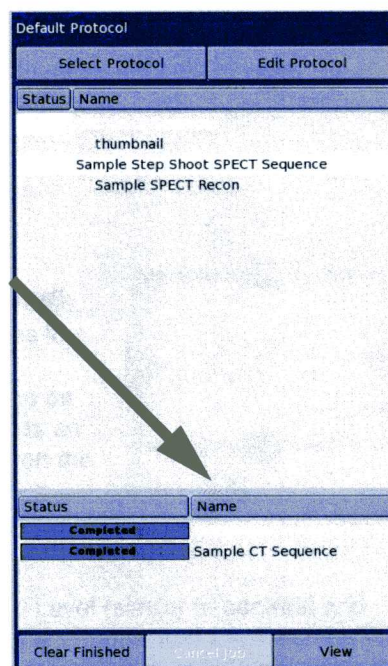 Default Protocol
Select Protocol Edit Protocol
Status Name
thumbnail
Sample Step Shoot SPECT Sequence
Sample SPECT Recon
Status Name
Completed
Completed Sample CT Sequence
Clear Finished Cancel Job View